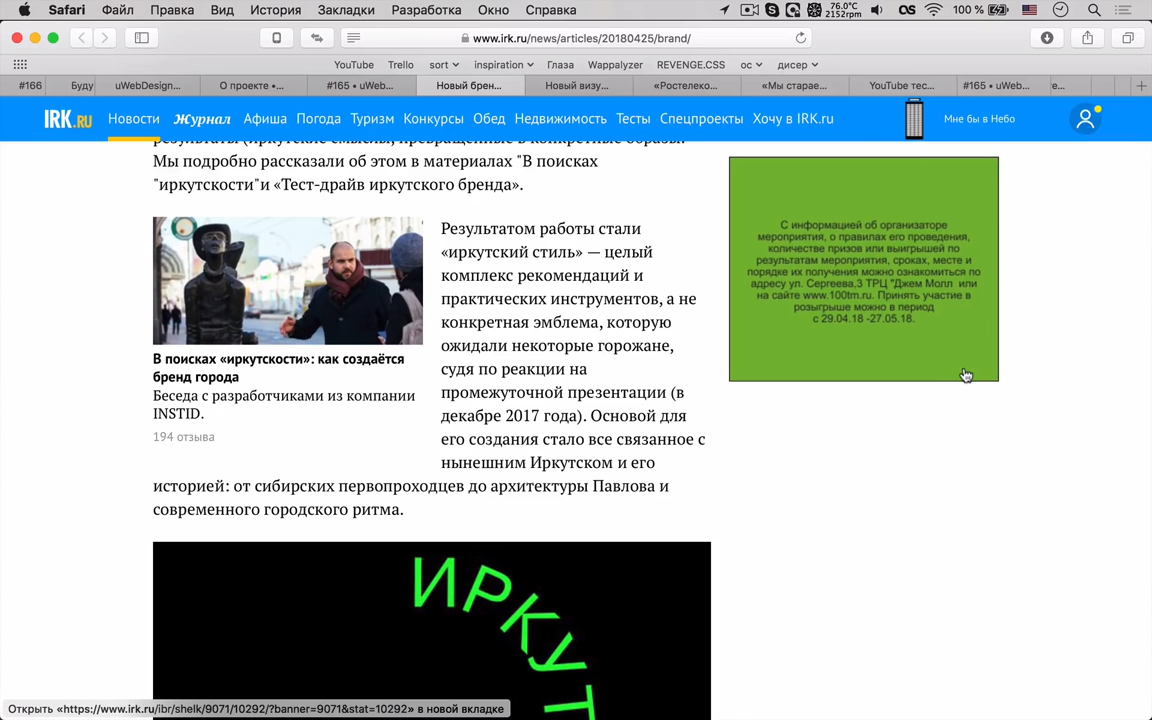 Safari Файл Правка Вид История Закладки Разработка Окно Справка
76.0°C
2152rpm
100 %
www.irk.ru/news/articles/20180425/brand/
YouTube Trello sort inspiration Глаза Wappalyzer REVENGE.CSS ос дисер
#166 Буду uWebDesign... О проекте •... #165 • uWeb... Новый брен... Новый визу... «Ростелеко... «Мы старае... YouTube тес... #165 • uWeb... е...
IRK.RU Новости Журнал Афиша Погода Туризм Конкурсы Обед Недвижимость Тесты Спецпроекты Хочу в IRK.ru Мне бы в Небо
результаты (иркутские смыслы, превращенные в конкретные образы.
Мы подробно рассказали об этом в материалах "В поисках
"иркутскости"и «Тест-драйв иркутского бренда».
Результатом работы стали
«иркутский стиль» — целый
комплекс рекомендаций и
практических инструментов, а не
конкретная эмблема, которую
ожидали некоторые горожане,
судя по реакции на
промежуточной презентации (в
декабре 2017 года). Основой для
его создания стало все связанное с
нынешним Иркутском и его
историей: от сибирских первопроходцев до архитектуры Павлова и
современного городского ритма.
В поисках «иркутскости»: как создаётся
бренд города
Беседа с разработчиками из компании
INSTID.
194 отзыва
С информацией об организаторе
мероприятия, о правилах его проведения,
количестве призов или выигрышей по
результатам мероприятия, сроках, месте и
порядке их получения можно ознакомиться по
адресу ул. Сергеева,3 ТРЦ "Джем Молл или
на сайте www.100tm.ru. Принять участие в
розыгрыше можно в период
с 29.04.18 -27.05.18.
ИРКУТ
Открыть «https://www.irk.ru/ibr/shelk/9071/10292/?banner=9071&stat=10292» в новой вкладке